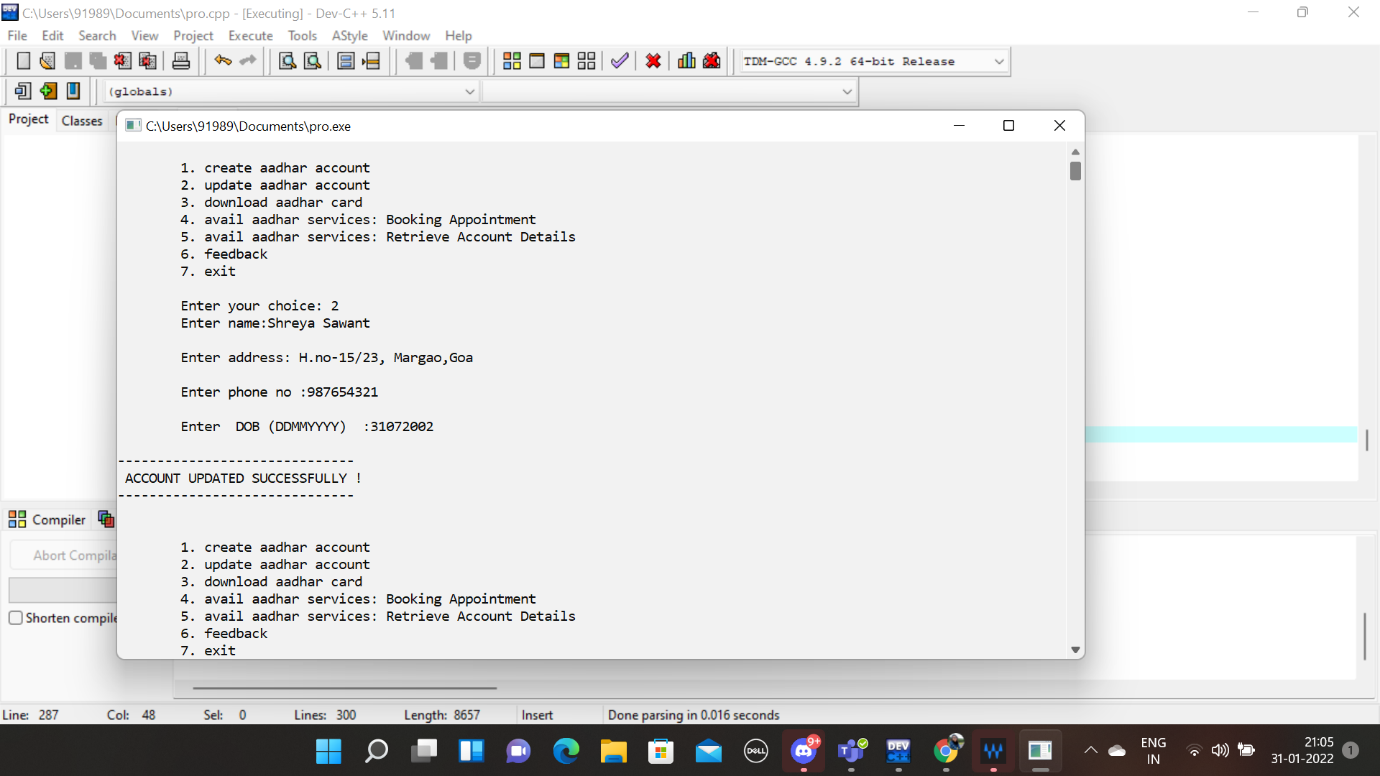 C:\Users\91989\Documents\pro.cpp - [Executing] - Dev-C++ 5.11
File Edit Search View Project Execute Tools AStyle Window Help
TDM-GCC 4.9.2 64-bit Release
(globals)
Project Classes
C:\Users\91989\Documents\pro.exe
1. create aadhar account
2. update aadhar account
3. download aadhar card
4. avail aadhar services: Booking Appointment
5. avail aadhar services: Retrieve Account Details
6. feedback
7. exit
Enter your choice: 2
Enter name:Shreya Sawant
Enter address: H.no-15/23, Margao,Goa
Enter phone no :987654321
Enter  DOB (DDMMYYYY)  :31072002
------------------------------
ACCOUNT UPDATED SUCCESSFULLY !
------------------------------
1. create aadhar account
2. update aadhar account
3. download aadhar card
4. avail aadhar services: Booking Appointment
5. avail aadhar services: Retrieve Account Details
6. feedback
7. exit
Compiler
Abort Compila
Shorten compile
Line: 287 Col: 48 Sel: 0 Lines: 300 Length: 8657 Insert Done parsing in 0.016 seconds
DELL
9+
DEV
C++
ENG
IN
21:05
31-01-2022
1